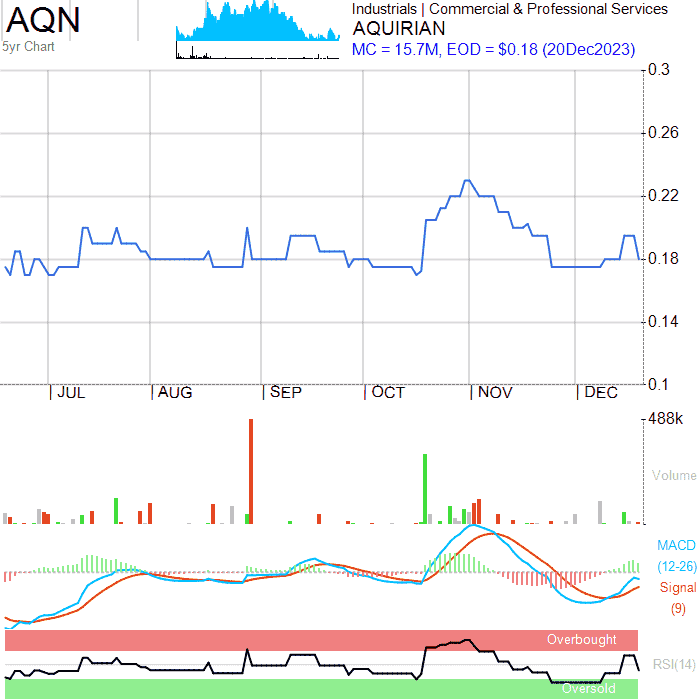 AQN
5yr Chart
Industrials | Commercial & Professional Services
AQUIRIAN
MC = 15.7M, EOD = $0.18 (20Dec2023)
0.3
0.26
0.22
0.18
0.14
0.1
JUL AUG SEP OCT NOV DEC
488k
Volume
MACD
(12-26)
Signal
(9)
Overbought
RSI(14)
Oversold